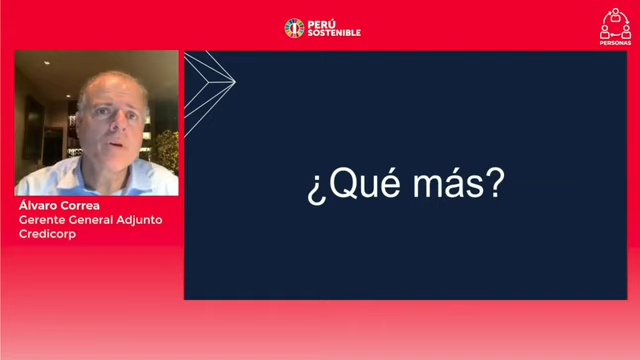 PERÚ
SOSTENIBLE
PERSONAS
¿Qué más?
Álvaro Correa
Gerente General Adjunto
Credicorp